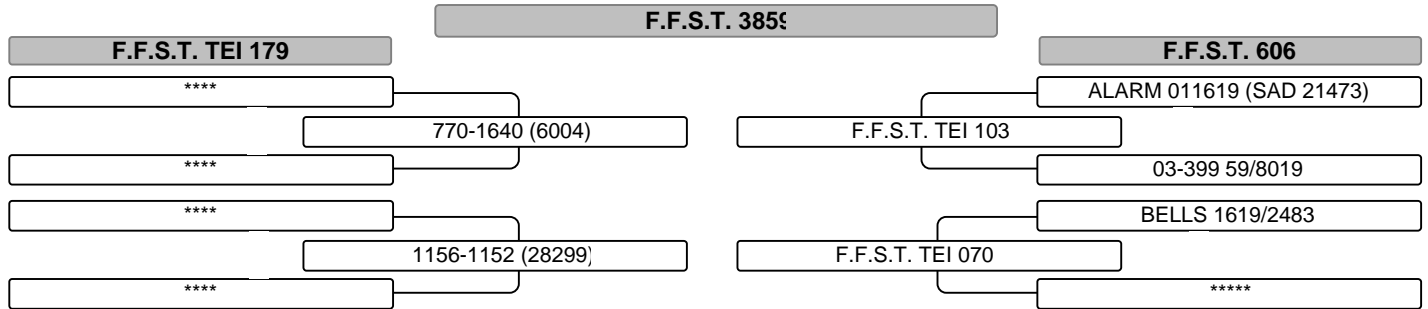 F.F.S.T. 3859
F.F.S.T. TEI 179
F.F.S.T. 606
****
ALARM 011619 (SAD 21473)
770-1640 (6004)
F.F.S.T. TEI 103
****
03-399 59/8019
****
BELLS 1619/2483
1156-1152 (28299)
F.F.S.T. TEI 070
****
*****